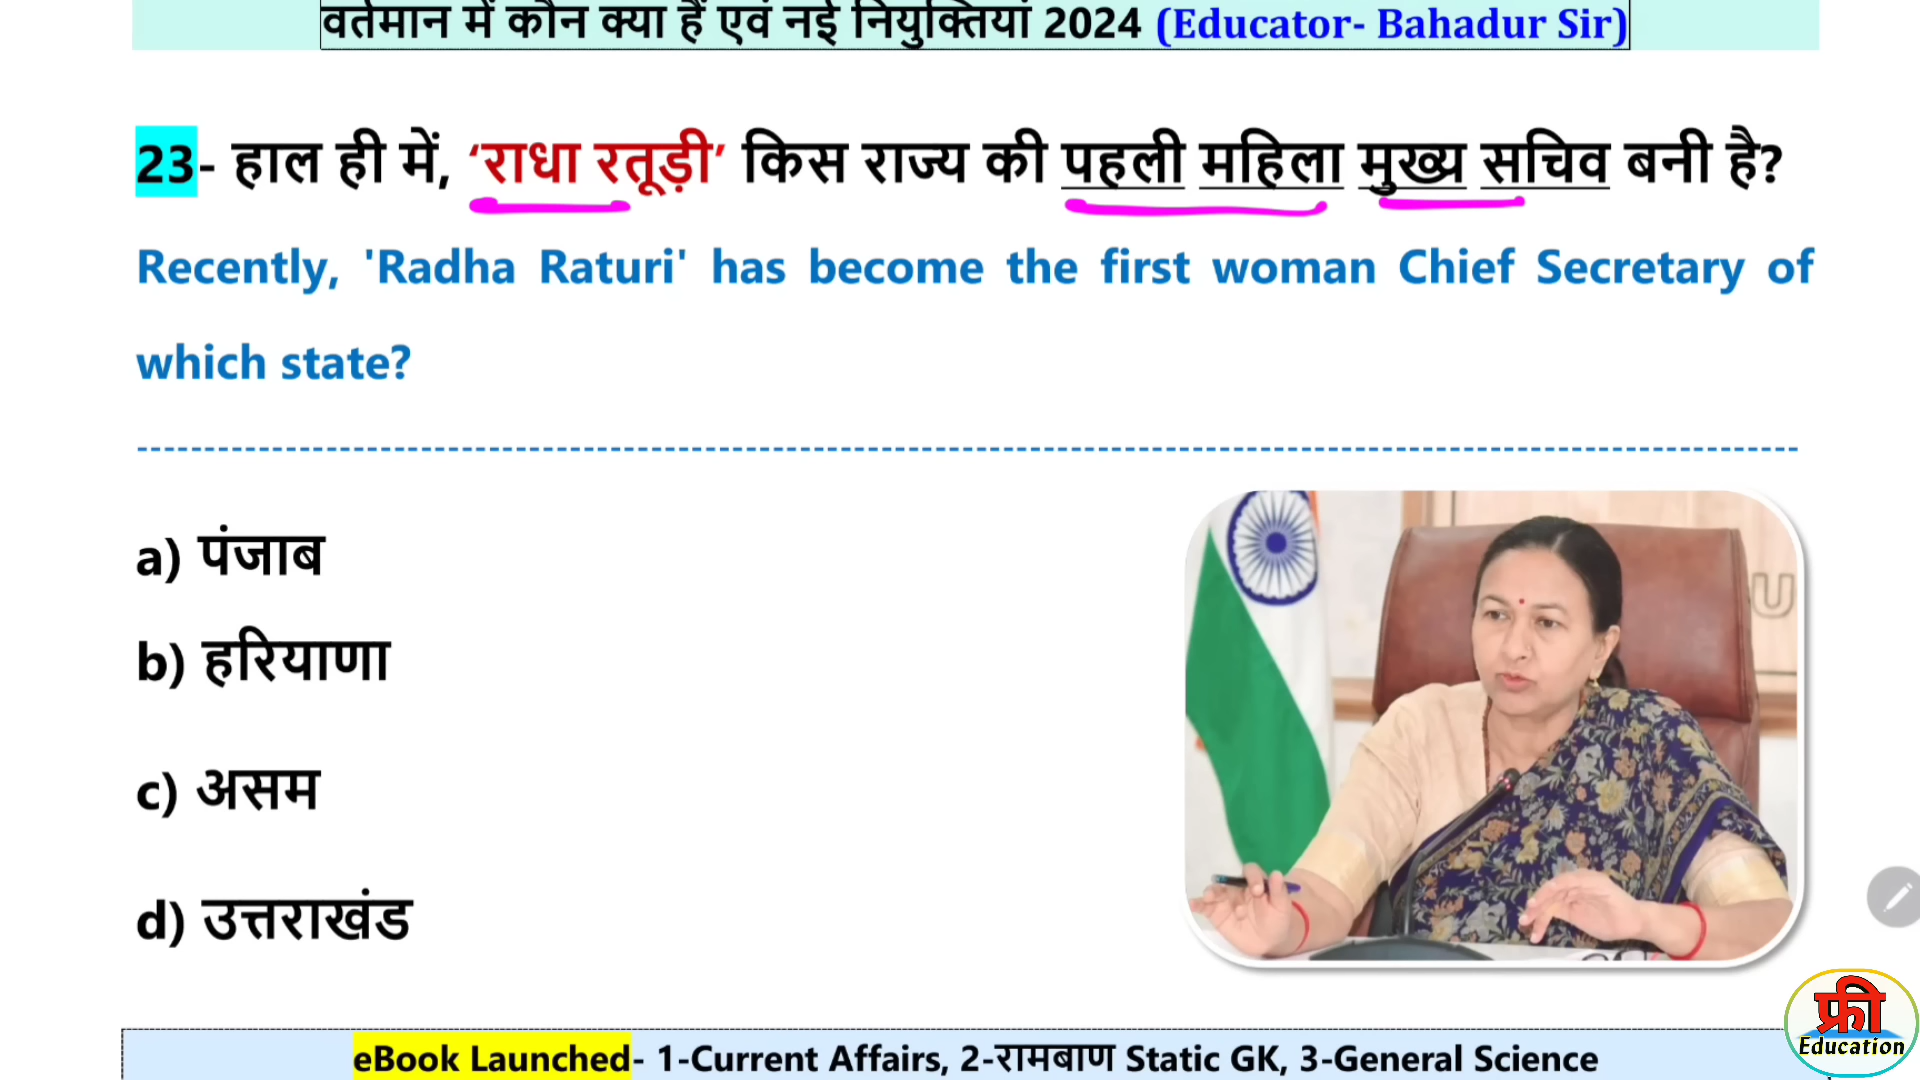 वर्तमान में कौन क्या हैं एवं नई नियुक्तियां 2024 (Educator- Bahadur Sir)
23- हाल ही में, ‘राधा रतूड़ी’ किस राज्य की पहली महिला मुख्य सचिव बनी है?
Recently, 'Radha Raturi' has become the first woman Chief Secretary of
which state?
a) पंजाब
b) हरियाणा
U
c) असम
d) उत्तराखंड
फ्री
Education
eBook Launched- 1-Current Affairs, 2-रामबाण Static GK, 3-General Science